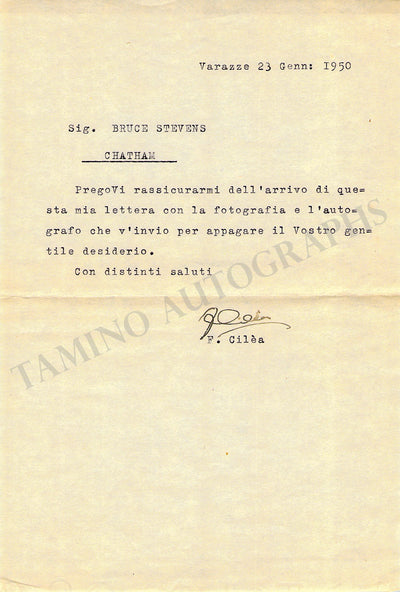 Varazze 23 Genn: 1950
Sig. BRUCE STEVENS
CHATHAM
PregoVi rassicurarmi dell'arrivo di que=
sta mia lettera con la fotografia e l'auto=
grafo che v'invio per appagare il Vostro gen=
tile desiderio.
Con distinti saluti
F. Cilèa
TAMINO AUTOGRAPHS